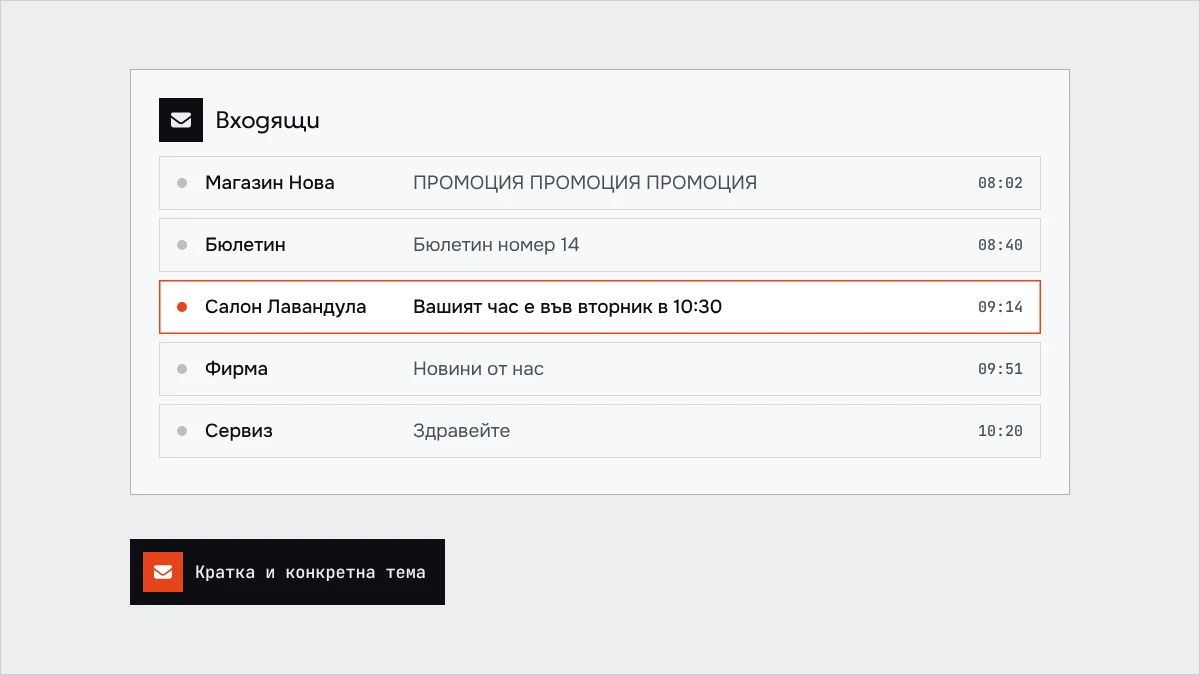 Входящи
Магазин Нова ПРОМОЦИЯ ПРОМОЦИЯ ПРОМОЦИЯ 08:02
Бюлетин Бюлетин номер 14 08:40
Салон Лавандула Вашият час е във вторник в 10:30 09:14
Фирма Новини от нас 09:51
Сервиз Здравейте 10:20
Кратка и конкретна тема